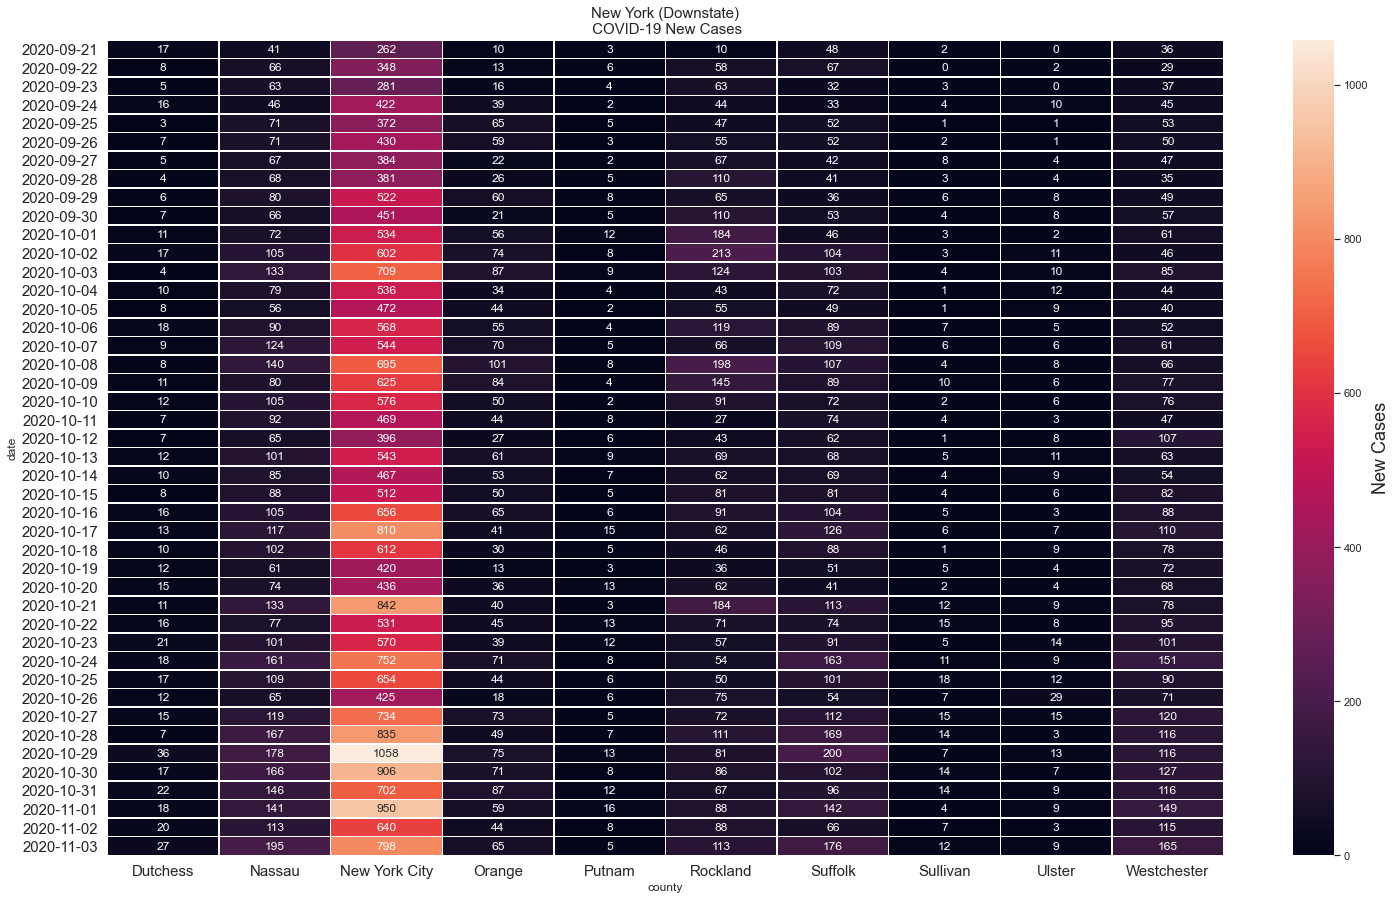 New York (Downstate)
COVID-19 New Cases
2020-09-21 17 41 262 10 3 10 48 2 0 36
2020-09-22 8 66 348 13 6 58 67 0 2 29
2020-09-23 5 63 281 16 4 63 32 3 0 37
2020-09-24 16 46 422 39 2 44 33 4 10 45
2020-09-25 3 71 372 65 5 47 52 1 1 53
2020-09-26 7 71 430 59 3 55 52 2 1 50
2020-09-27 5 67 384 22 2 67 42 8 4 47
2020-09-28 4 68 381 26 5 110 41 3 4 35
2020-09-29 6 80 522 60 8 65 36 6 8 49
2020-09-30 7 66 451 21 5 110 53 4 8 57
2020-10-01 11 72 534 56 12 184 46 3 2 61
2020-10-02 17 105 602 74 8 213 104 3 11 46
2020-10-03 4 133 709 87 9 124 103 4 10 85
2020-10-04 10 79 536 34 4 43 72 1 12 44
2020-10-05 8 56 472 44 2 55 49 1 9 40
2020-10-06 18 90 568 55 4 119 89 7 5 52
2020-10-07 9 124 544 70 5 66 109 6 6 61
2020-10-08 8 140 695 101 8 198 107 4 8 66
2020-10-09 11 80 625 84 4 145 89 10 6 77
2020-10-10 12 105 576 50 2 91 72 2 6 76
2020-10-11 7 92 469 44 8 27 74 4 3 47
2020-10-12 7 65 396 27 6 43 62 1 8 107
2020-10-13 12 101 543 61 9 69 68 5 11 63
2020-10-14 10 85 467 53 7 62 69 4 9 54
2020-10-15 8 88 512 50 5 81 81 4 6 82
2020-10-16 16 105 656 65 6 91 104 5 3 88
2020-10-17 13 117 810 41 15 62 126 6 7 110
2020-10-18 10 102 612 30 5 46 88 1 9 78
2020-10-19 12 61 420 13 3 36 51 5 4 72
2020-10-20 15 74 436 36 13 62 41 2 4 68
2020-10-21 11 133 842 40 3 184 113 12 9 78
2020-10-22 16 77 531 45 13 71 74 15 8 95
2020-10-23 21 101 570 39 12 57 91 5 14 101
2020-10-24 18 161 752 71 8 54 163 11 9 151
2020-10-25 17 109 654 44 6 50 101 18 12 90
2020-10-26 12 65 425 18 6 75 54 7 29 71
2020-10-27 15 119 734 73 5 72 112 15 15 120
2020-10-28 7 167 835 49 7 111 169 14 3 116
2020-10-29 36 178 1058 75 13 81 200 7 13 116
2020-10-30 17 166 906 71 8 86 102 14 7 127
2020-10-31 22 146 702 87 12 67 96 14 9 116
2020-11-01 18 141 950 59 16 88 142 4 9 149
2020-11-02 20 113 640 44 8 88 66 7 3 115
2020-11-03 27 195 798 65 5 113 176 12 9 165
Dutchess Nassau New York City Orange Putnam Rockland Suffolk Sullivan Ulster Westchester
county
date
1000
800
600
400
200
0
New Cases